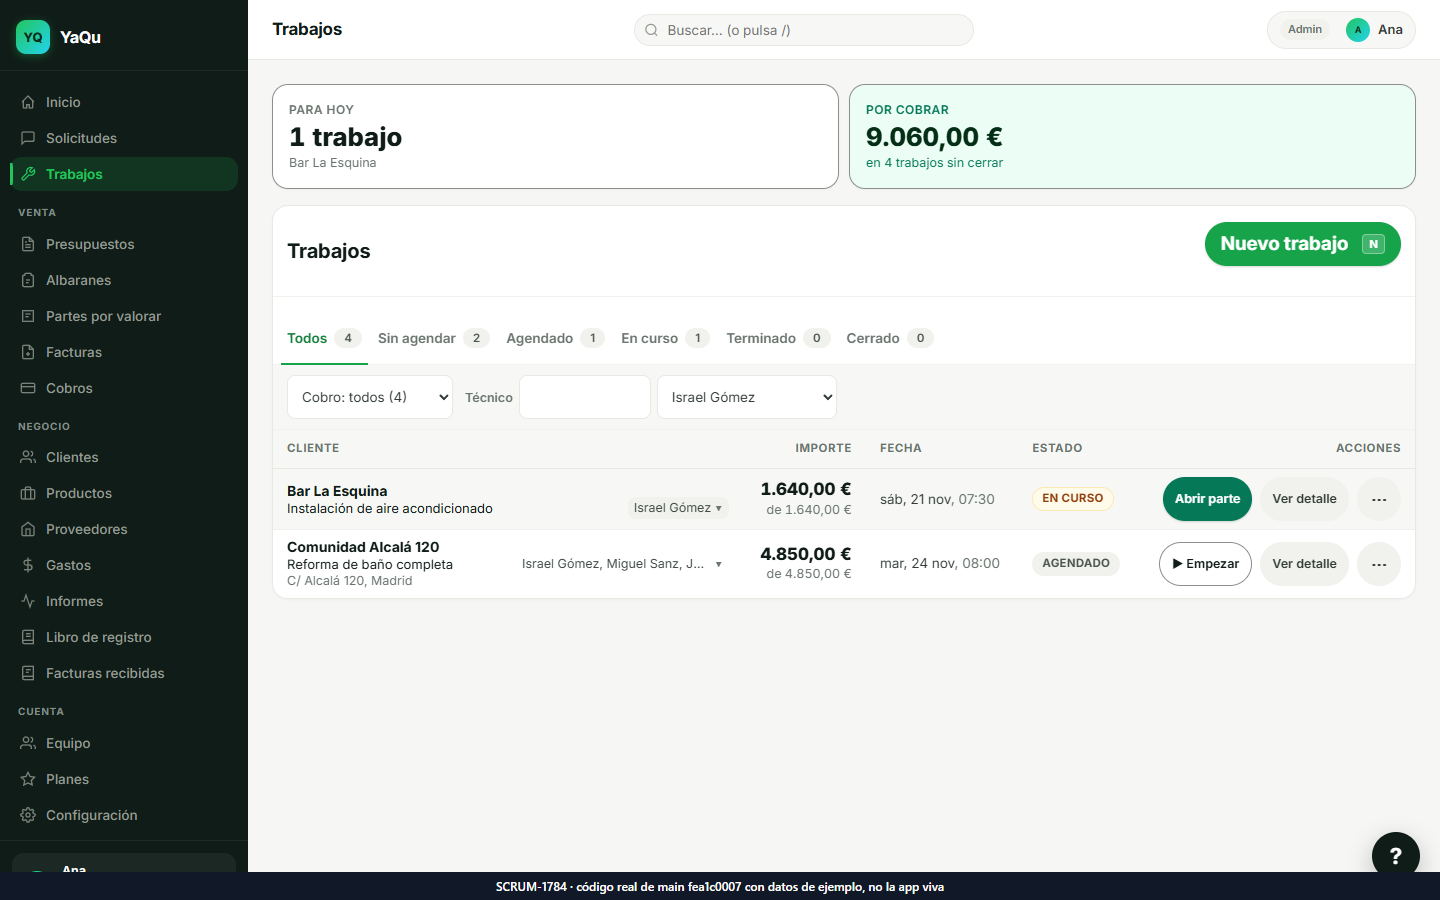 YQ YaQu
Trabajos
Buscar... (o pulsa /)
Admin A Ana
Inicio
Solicitudes
Trabajos
VENTA
Presupuestos
Albaranes
Partes por valorar
Facturas
Cobros
NEGOCIO
Clientes
Productos
Proveedores
Gastos
Informes
Libro de registro
Facturas recibidas
CUENTA
Equipo
Planes
Configuración
Ana
PARA HOY
1 trabajo
Bar La Esquina
POR COBRAR
9.060,00 €
en 4 trabajos sin cerrar
Trabajos
Nuevo trabajo N
Todos 4 Sin agendar 2 Agendado 1 En curso 1 Terminado 0 Cerrado 0
Cobro: todos (4) Técnico Israel Gómez
CLIENTE IMPORTE FECHA ESTADO ACCIONES
Bar La Esquina
Instalación de aire acondicionado
Israel Gómez ▾
1.640,00 €
de 1.640,00 €
sáb, 21 nov, 07:30
EN CURSO
Abrir parte Ver detalle ...
Comunidad Alcalá 120
Reforma de baño completa
C/ Alcalá 120, Madrid
Israel Gómez, Miguel Sanz, J... ▾
4.850,00 €
de 4.850,00 €
mar, 24 nov, 08:00
AGENDADO
▶ Empezar Ver detalle ...
?
SCRUM-1784 · código real de main fea1c0007 con datos de ejemplo, no la app viva